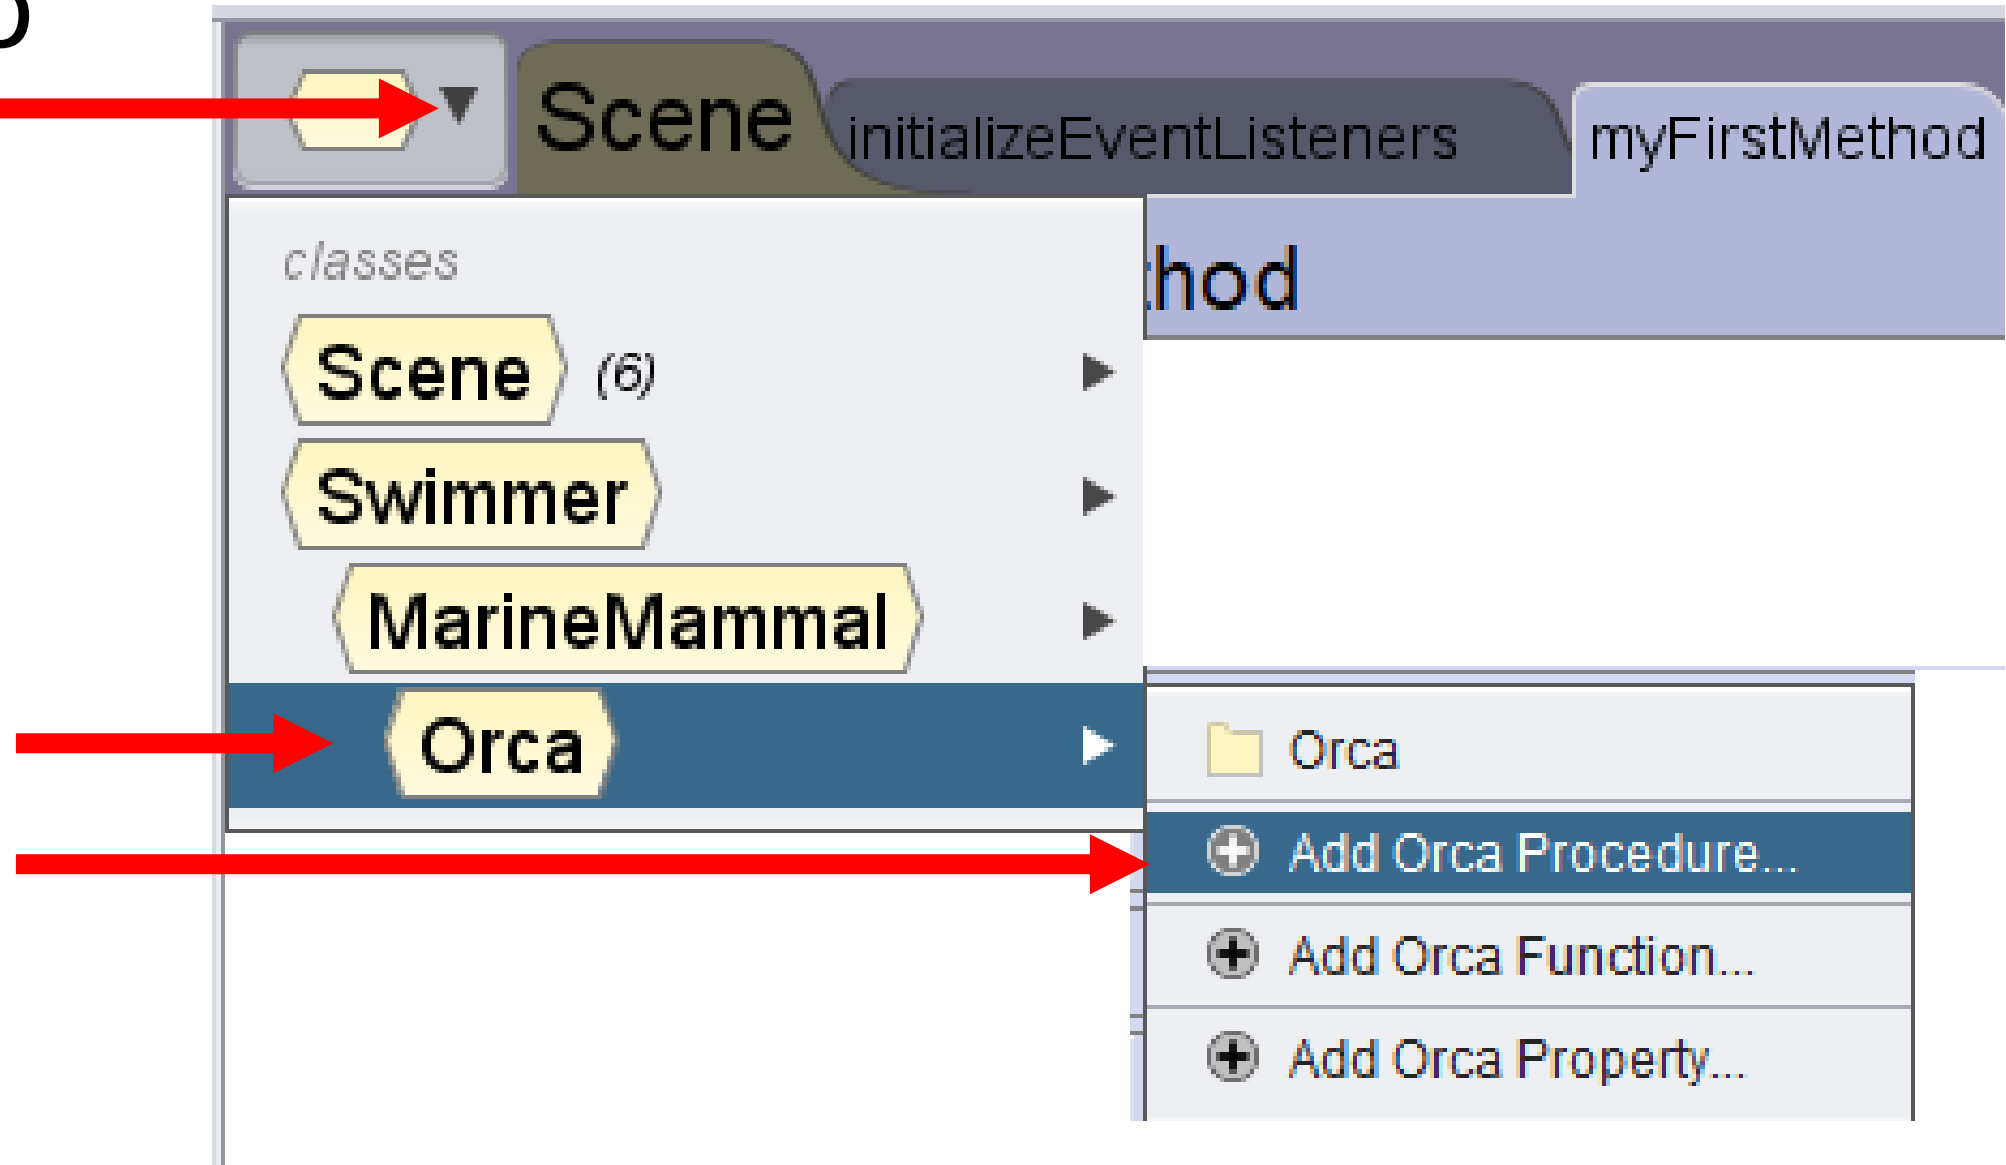 Scene initializeEventListeners myFirstMethod
hod
classes
Scene (6)
Swimmer
MarineMammal
Orca
Orca
Add Orca Procedure...
Add Orca Function...
Add Orca Property...